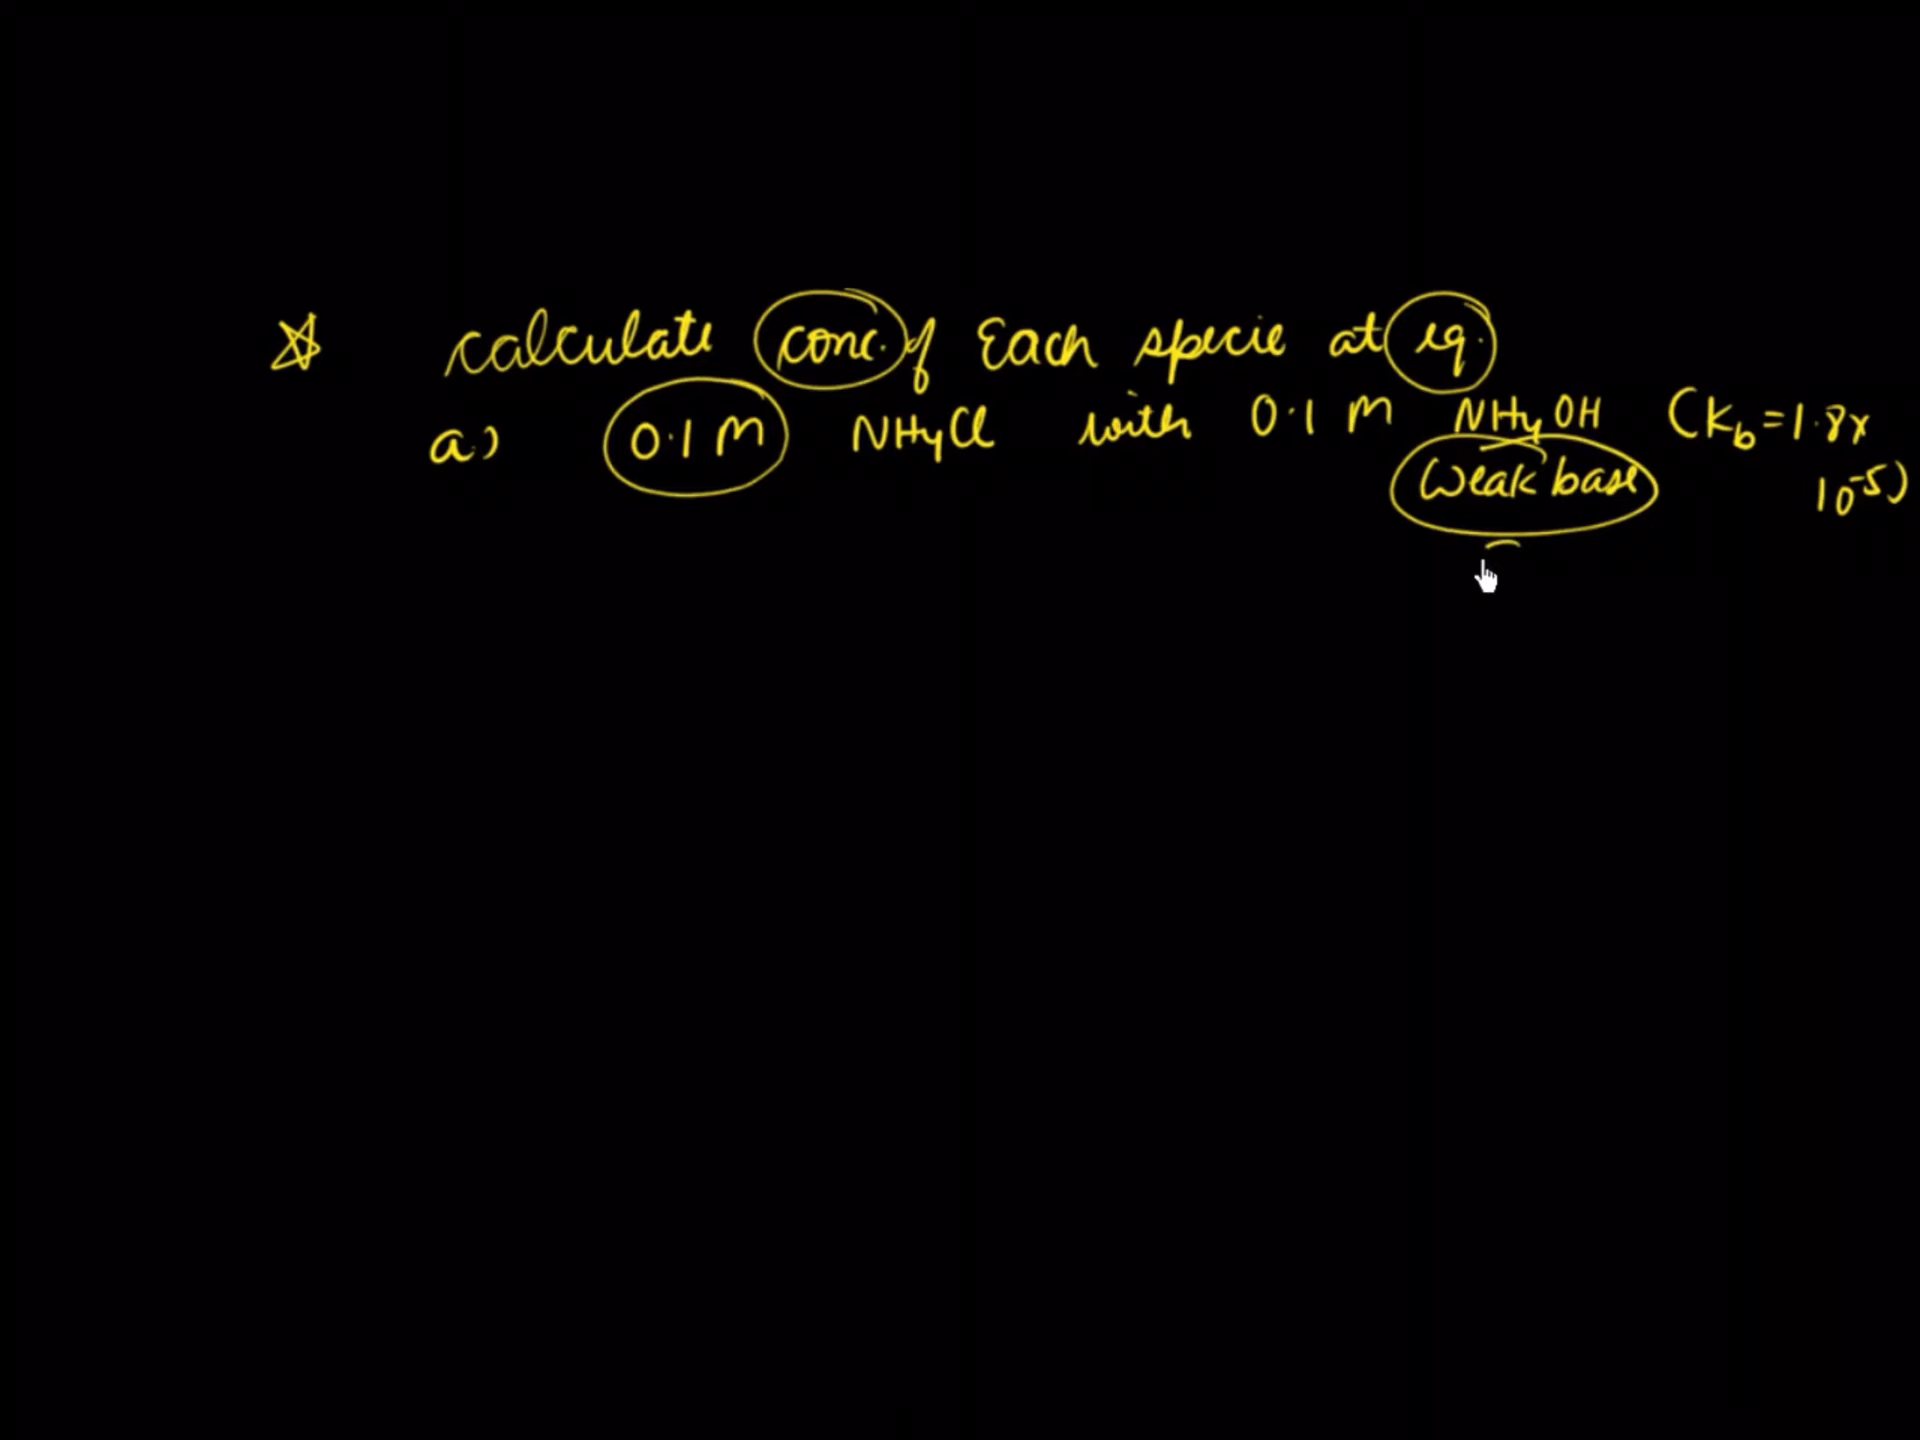 ☆ calculate conc. of Each specie at eq.
a.) 0.1 M NH4Cl with 0.1 M NH4OH (Kb = 1.8x
weak base 10^-5)